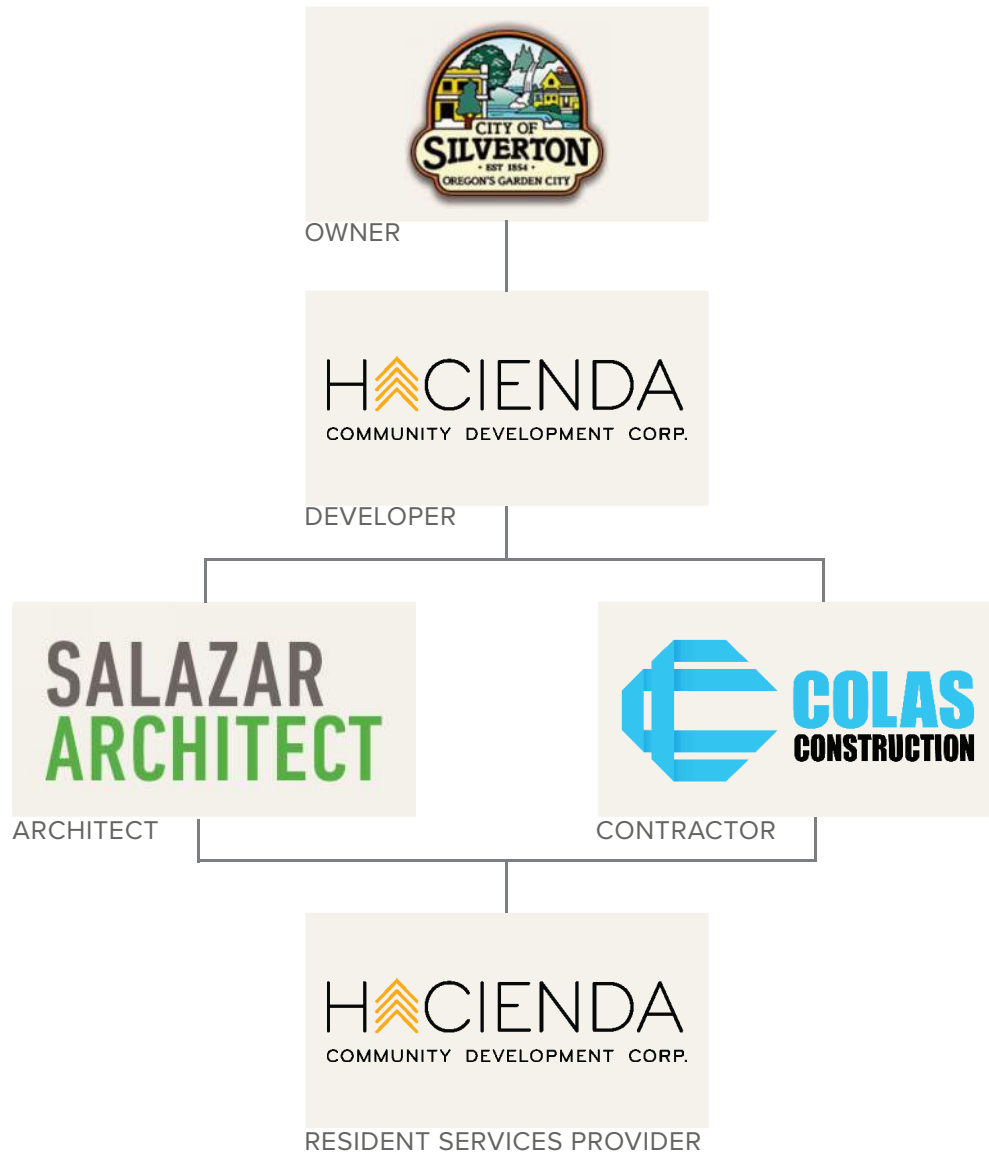 CITY OF
SILVERTON
· EST 1854 ·
OREGON'S GARDEN CITY
OWNER
HACIENDA
COMMUNITY DEVELOPMENT CORP.
DEVELOPER
SALAZAR
ARCHITECT
ARCHITECT
COLAS
CONSTRUCTION
CONTRACTOR
HACIENDA
COMMUNITY DEVELOPMENT CORP.
RESIDENT SERVICES PROVIDER